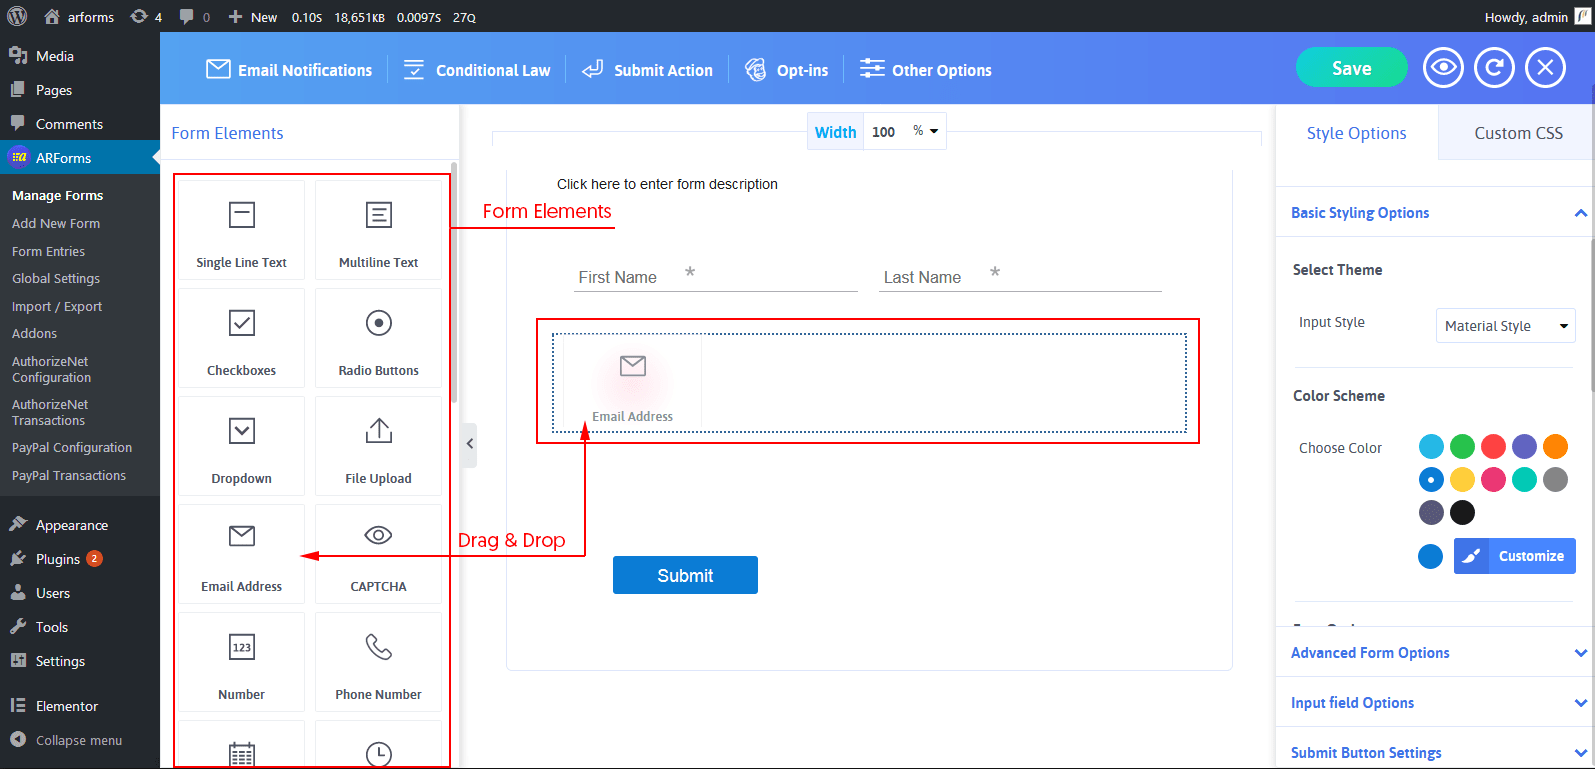 arforms
4
0
New
0.10S 18,651KB 0.0097S 27Q
Howdy, admin
Media
Pages
Comments
ARForms
Manage Forms
Add New Form
Form Entries
Global Settings
Import / Export
Addons
AuthorizeNet
Configuration
AuthorizeNet
Transactions
PayPal Configuration
PayPal Transactions
Appearance
Plugins 2
Users
Tools
Settings
Elementor
Collapse menu
Email Notifications
Conditional Law
Submit Action
Opt-ins
Other Options
Save
Form Elements
Single Line Text
Multiline Text
Checkboxes
Radio Buttons
Dropdown
File Upload
Email Address
CAPTCHA
123
Number
Phone Number
Width 100 %
Click here to enter form description
Form Elements
First Name *
Last Name *
Email Address
Drag & Drop
Submit
Style Options
Custom CSS
Basic Styling Options
Select Theme
Input Style
Material Style
Color Scheme
Choose Color
Customize
Advanced Form Options
Input field Options
Submit Button Settings